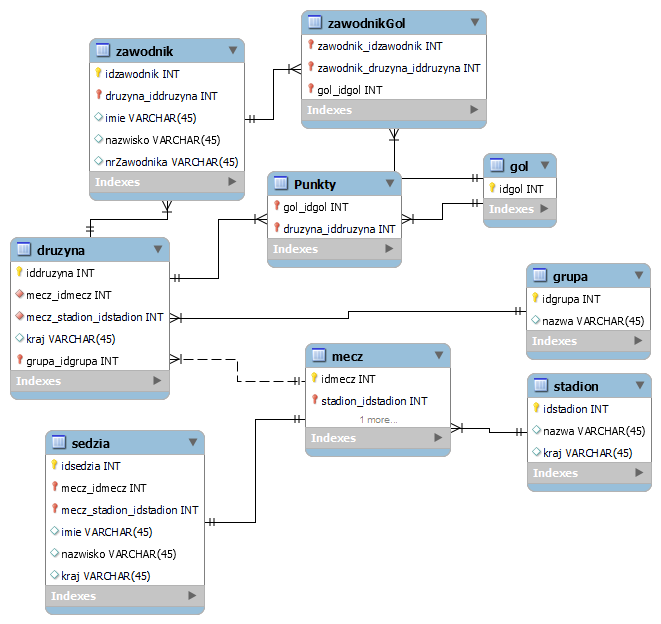 zawodnik
idzawodnik INT
druzyna_iddruzyna INT
imie VARCHAR(45)
nazwisko VARCHAR(45)
nrZawodnika VARCHAR(45)
Indexes
zawodnikGol
zawodnik_idzawodnik INT
zawodnik_druzyna_iddruzyna INT
gol_idgol INT
Indexes
Punkty
gol_idgol INT
druzyna_iddruzyna INT
Indexes
gol
idgol INT
Indexes
druzyna
iddruzyna INT
mecz_idmecz INT
mecz_stadion_idstadion INT
kraj VARCHAR(45)
grupa_idgrupa INT
Indexes
grupa
idgrupa INT
nazwa VARCHAR(45)
Indexes
mecz
idmecz INT
stadion_idstadion INT
1 more...
Indexes
stadion
idstadion INT
nazwa VARCHAR(45)
kraj VARCHAR(45)
Indexes
sedzia
idsedzia INT
mecz_idmecz INT
mecz_stadion_idstadion INT
imie VARCHAR(45)
nazwisko VARCHAR(45)
kraj VARCHAR(45)
Indexes